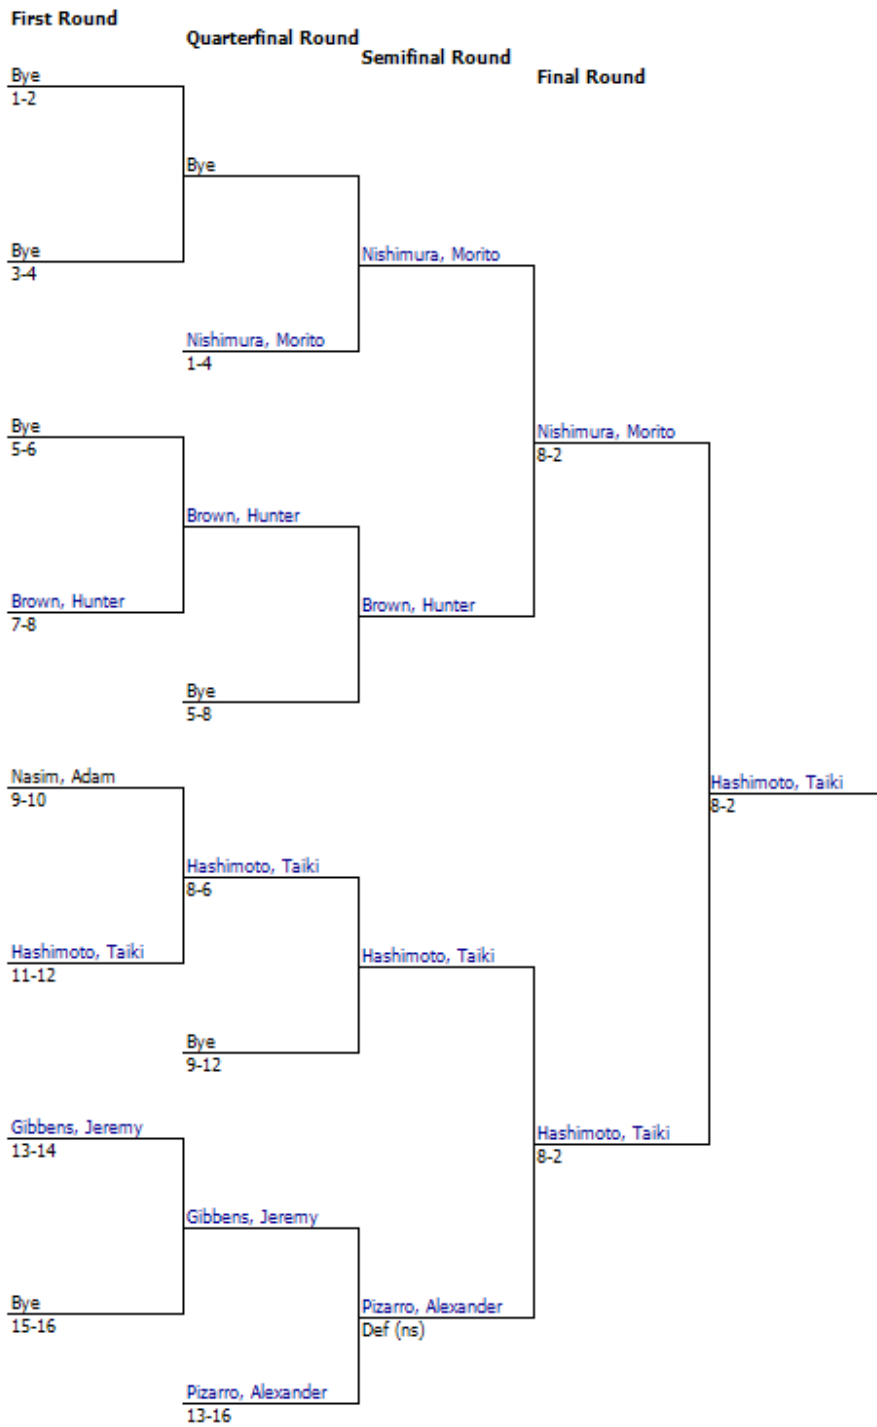 First Round
Quarterfinal Round
Semifinal Round
Final Round
Bye
1-2
Bye
Bye
3-4
Nishimura, Morito
Nishimura, Morito
1-4
Bye
5-6
Nishimura, Morito
8-2
Brown, Hunter
Brown, Hunter
7-8
Brown, Hunter
Bye
5-8
Nasim, Adam
9-10
Hashimoto, Taiki
8-2
Hashimoto, Taiki
8-6
Hashimoto, Taiki
11-12
Hashimoto, Taiki
Bye
9-12
Gibbens, Jeremy
13-14
Hashimoto, Taiki
8-2
Gibbens, Jeremy
Bye
15-16
Pizarro, Alexander
Def (ns)
Pizarro, Alexander
13-16